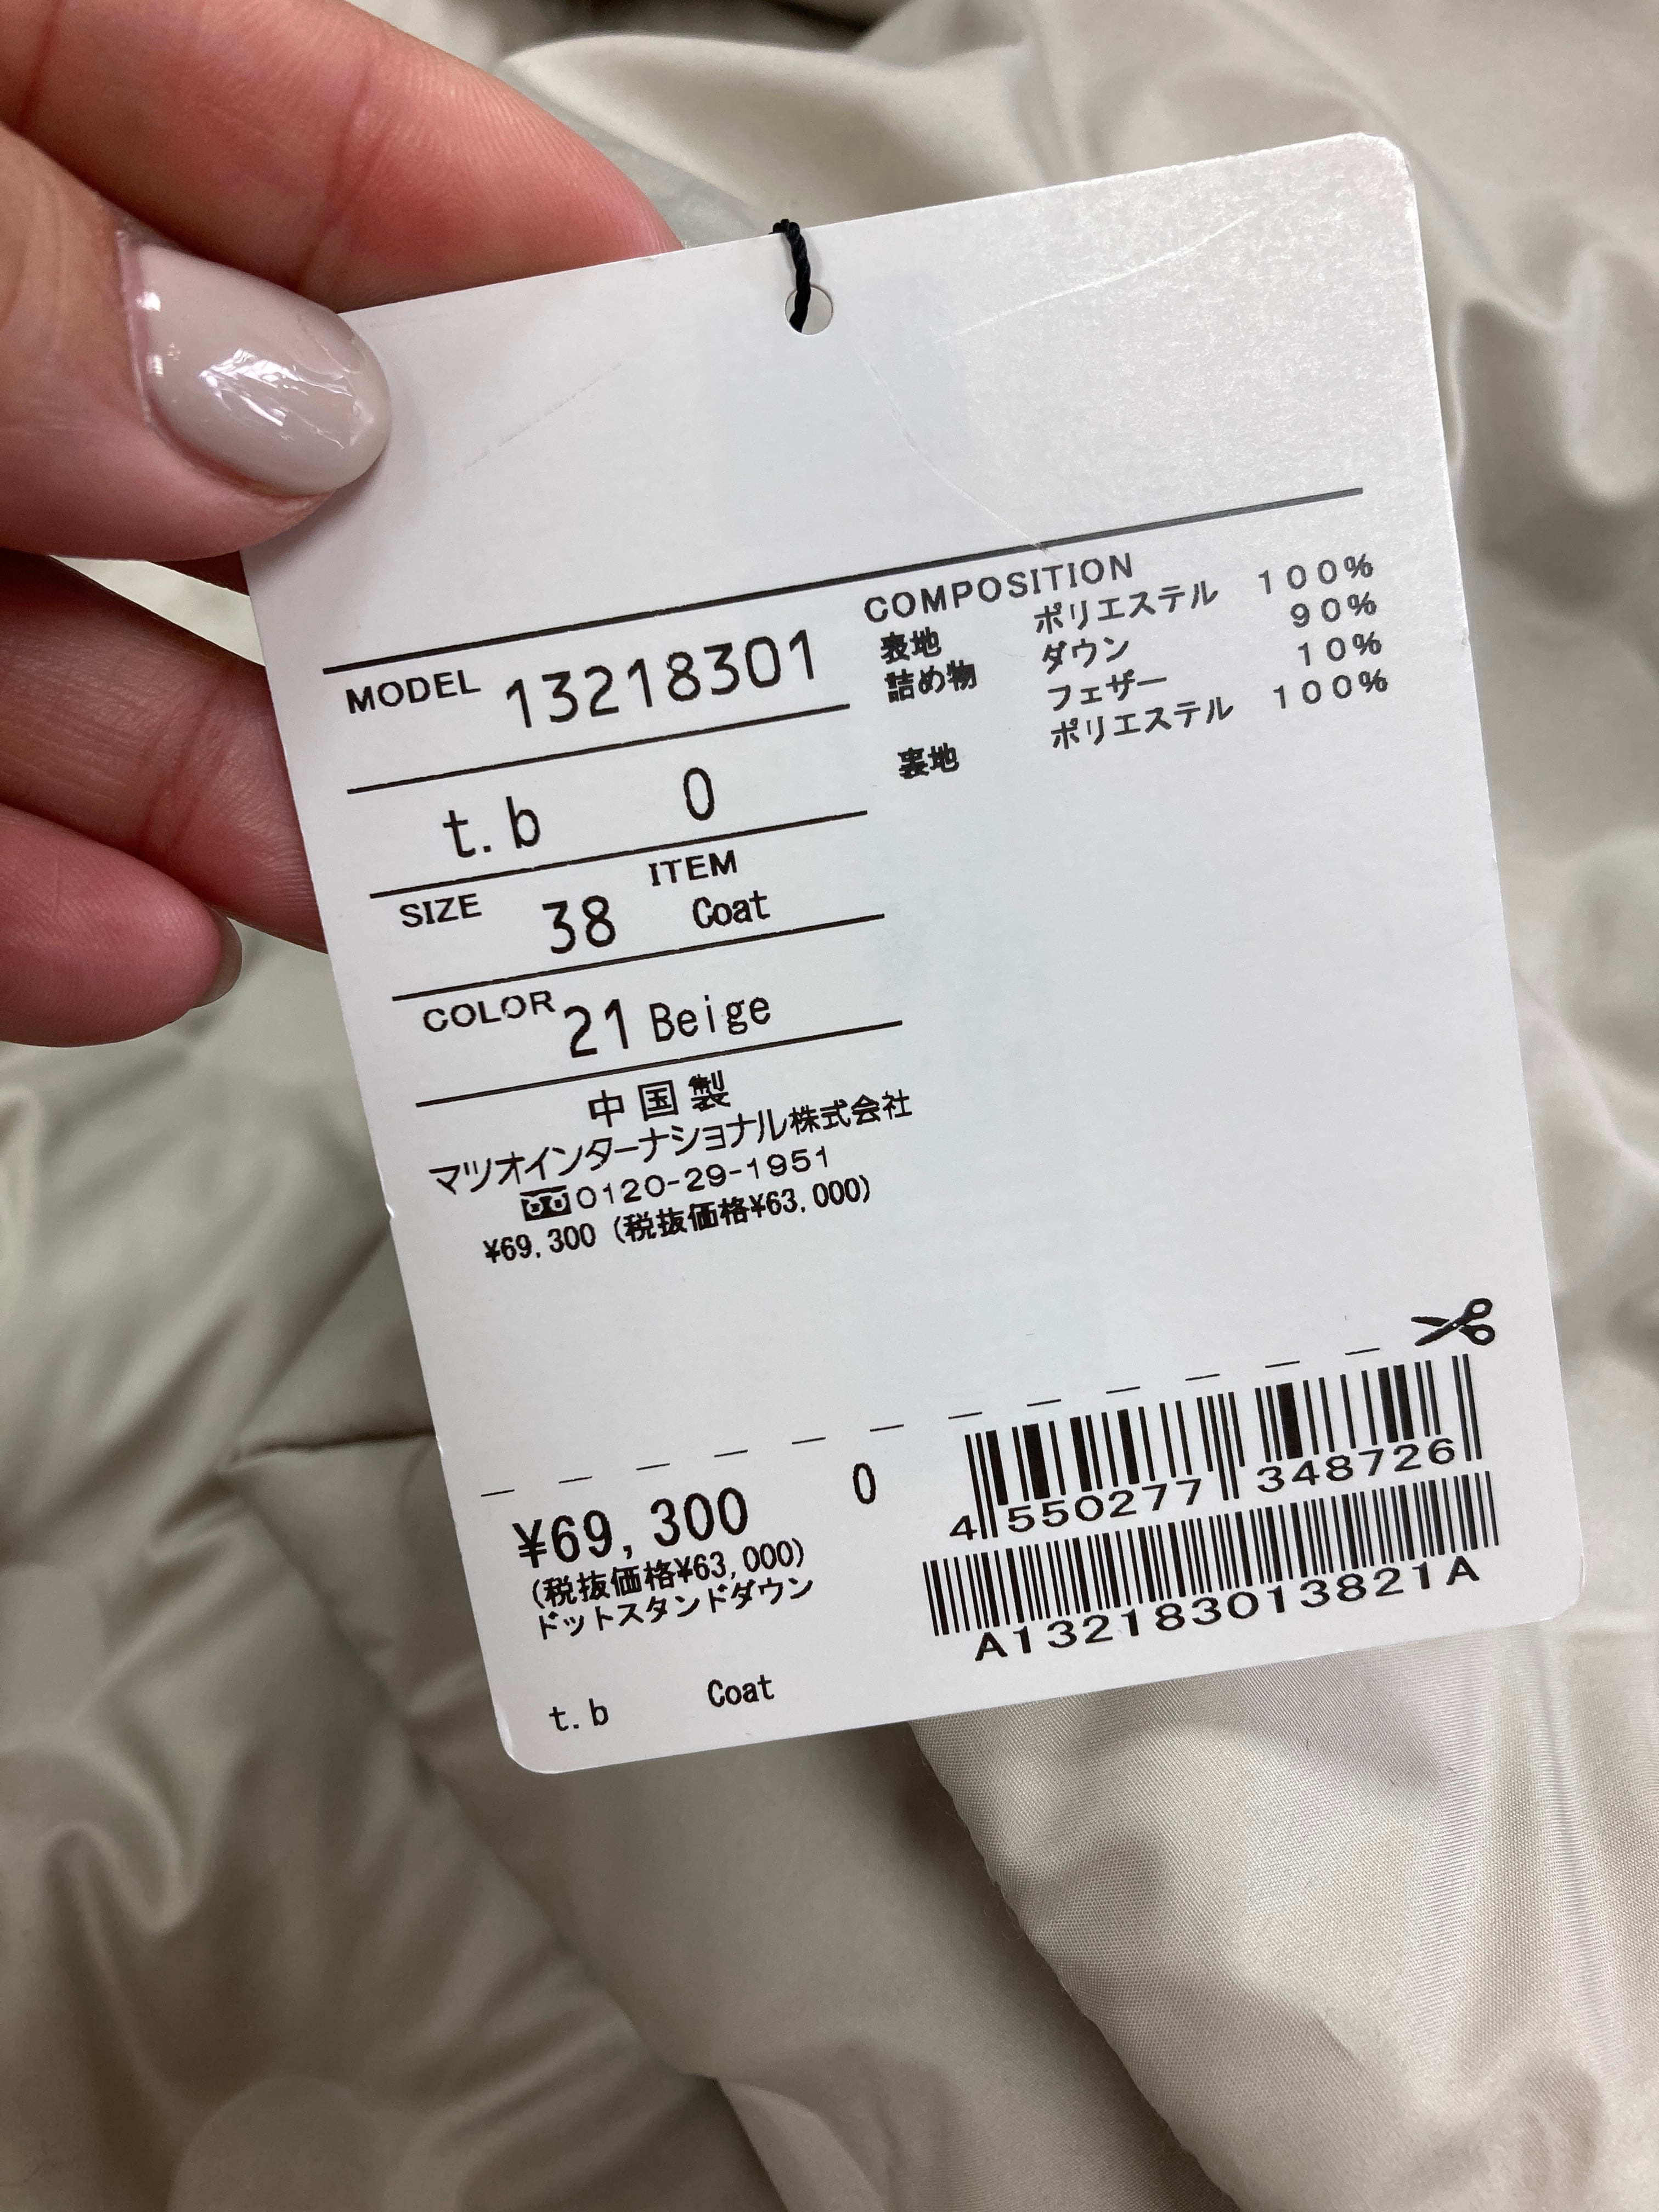 MODEL 13218301
t.b 0
SIZE 38 ITEM Coat
COLOR 21 Beige
中国製
マツオインターナショナル株式会社
0120-29-1951
¥69,300 (税抜価格¥63,000)
COMPOSITION
表地 ポリエステル 100%
詰め物 ダウン 90%
フェザー 10%
裏地 ポリエステル 100%
¥69,300 0
(税抜価格¥63,000)
ドットスタンドダウン
t.b Coat
4 550277 348726
A132183013821A